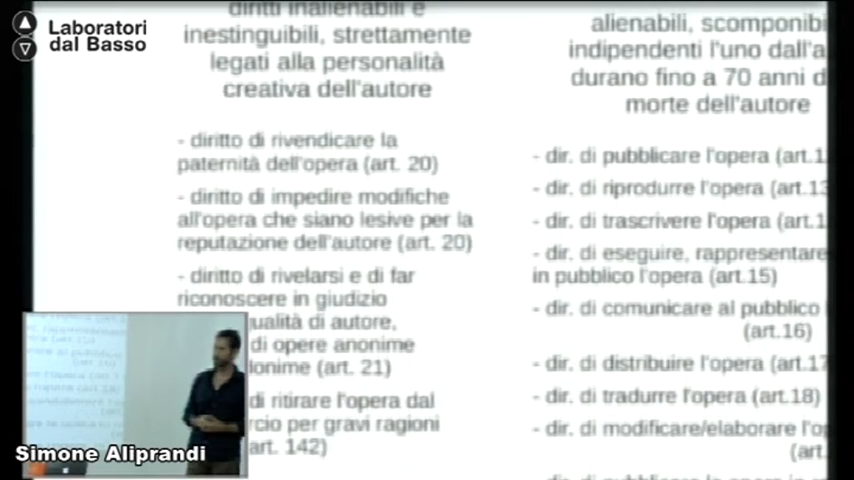 Laboratori
dal Basso
diritti inalienabili e
inestinguibili, strettamente
legati alla personalità
creativa dell'autore
- diritto di rivendicare la
paternità dell'opera (art. 20)
- diritto di impedire modifiche
all'opera che siano lesive per la
reputazione dell'autore (art. 20)
- diritto di rivelarsi e di far
riconoscere in giudizio
ualità di autore,
di opere anonime
lonime (art. 21)
di ritirare l'opera dal
rcio per gravi ragioni
art. 142)
alienabili, scomponibi
indipendenti l'uno dall'a
durano fino a 70 anni d
morte dell'autore
- dir. di pubblicare l'opera (art.1
- dir. di riprodurre l'opera (art.13
- dir. di trascrivere l'opera (art.1
- dir. di eseguire, rappresentare
in pubblico l'opera (art.15)
- dir. di comunicare al pubblico
(art.16)
- dir. di distribuire l'opera (art.17
- dir. di tradurre l'opera (art.18)
- dir. di modificare/elaborare l'op
(art.
Simone Aliprandi